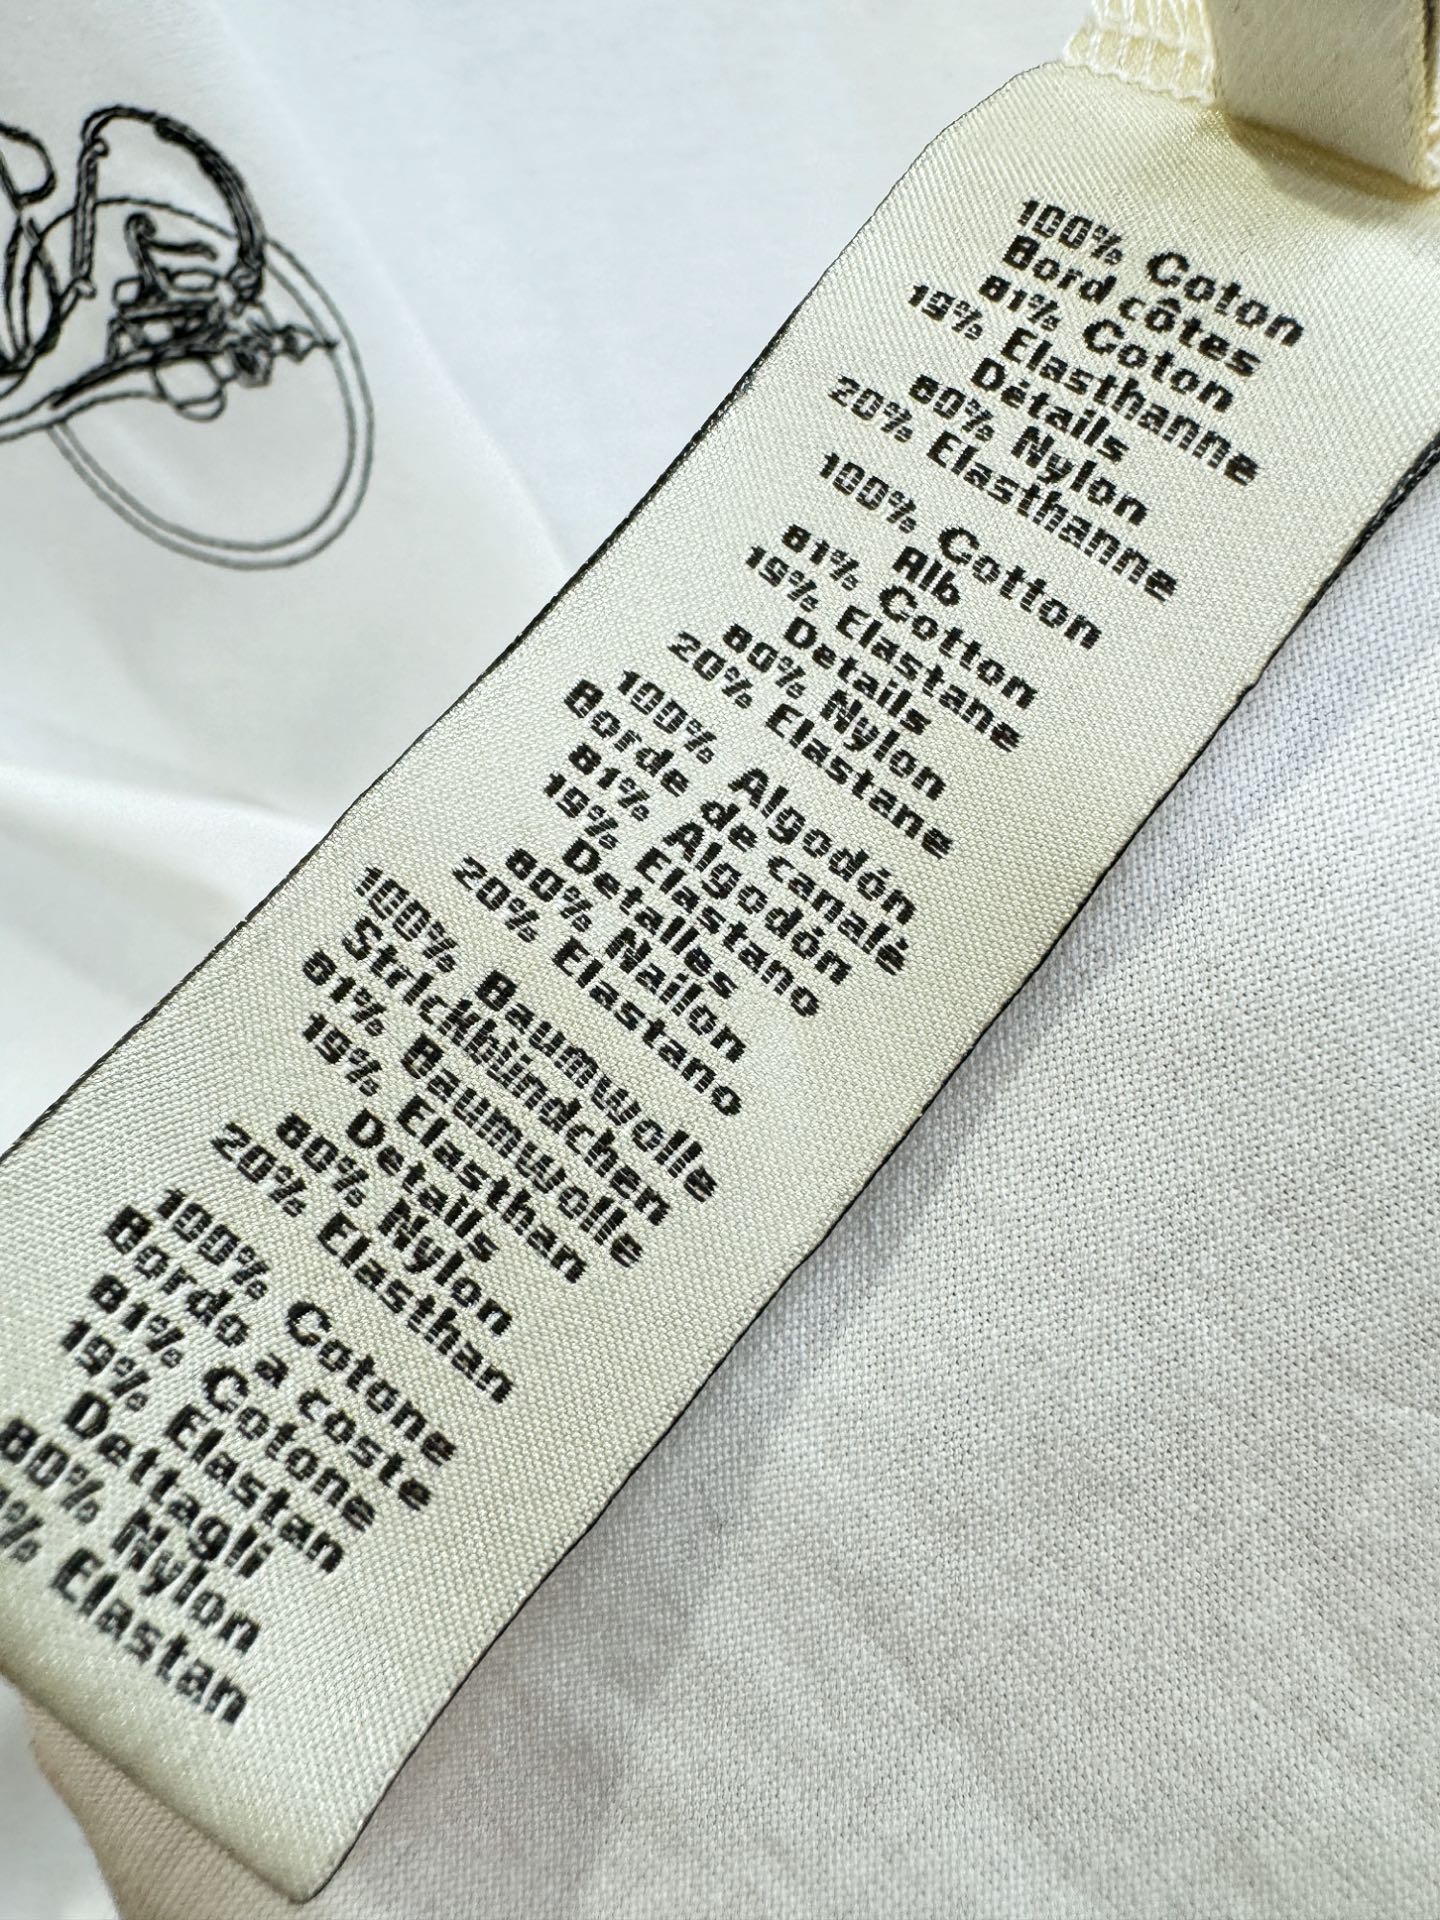 100% Coton
Bord côtes
81% Coton
19% Elasthanne
Détails
80% Nylon
20% Elasthanne
100% Cotton
Alb
81% Cotton
19% Elastane
Details
80% Nylon
20% Elastane
100% Algodón
Borde de canalé
81% Algodón
19% Elastano
Detalles
80% Nailon
20% Elastano
100% Baumwolle
Strickbündchen
81% Baumwolle
19% Elasthan
Details
80% Nylon
20% Elasthan
100% Cotone
Bordo a coste
81% Cotone
19% Elastan
Dettagli
80% Nylon
% Elastan